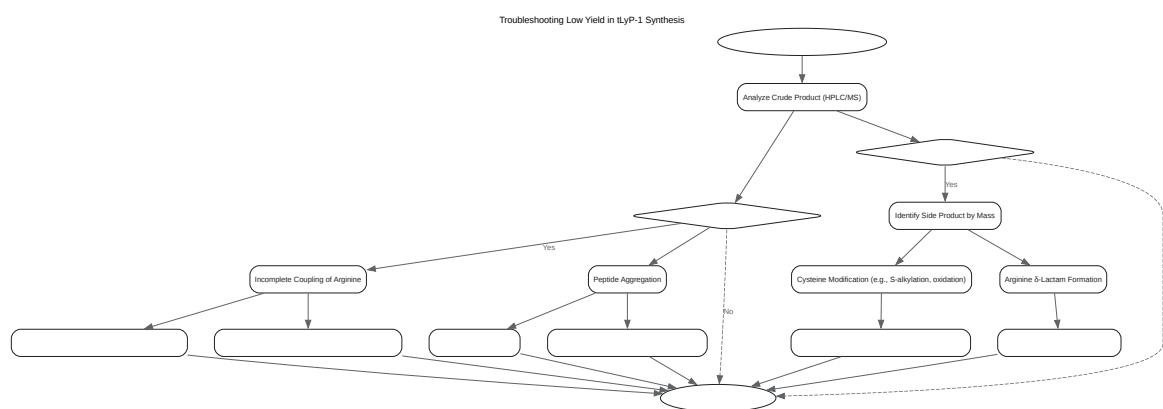 Troubleshooting Low Yield in tLyP-1 Synthesis
Analyze Crude Product (HPLC/MS)
Yes
Identify Side Product by Mass
Yes
Incomplete Coupling of Arginine
Peptide Aggregation
Cysteine Modification (e.g., S-alkylation, oxidation)
Arginine δ-Lactam Formation
No